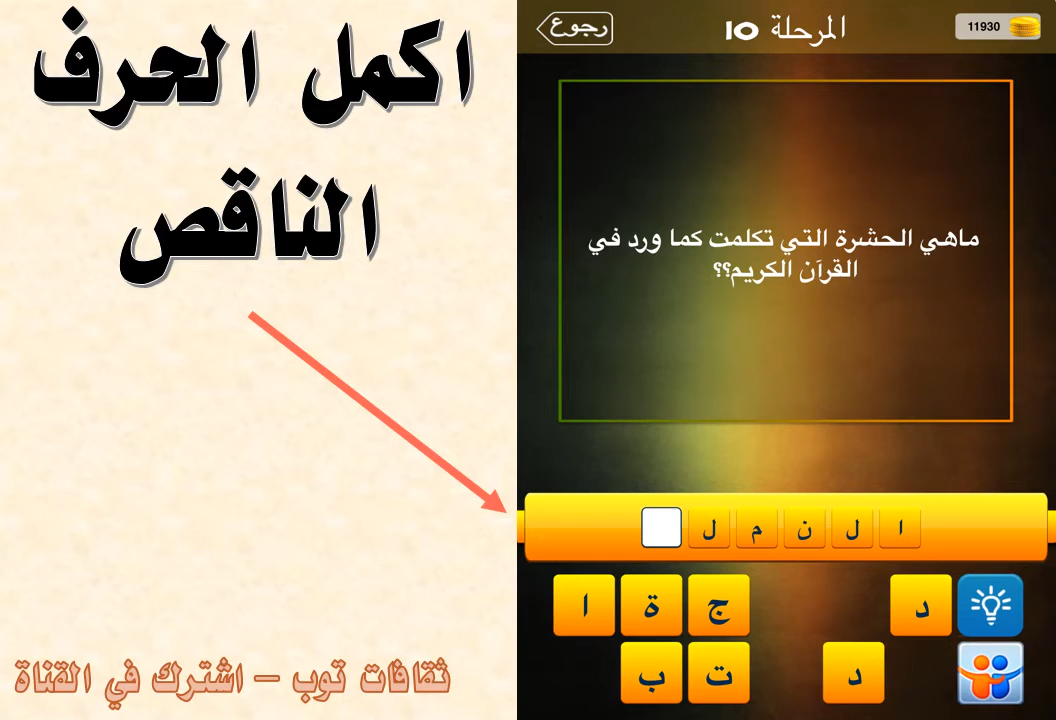 اكمل الحرف
الناقص
ثقافات توب – اشترك في القناة
رجوع
المرحلة 10
11930
ماهي الحشرة التي تكلمت كما ورد في
القرآن الكريم؟؟
ا ل ن م ل
د ج ة ا
د ت ب